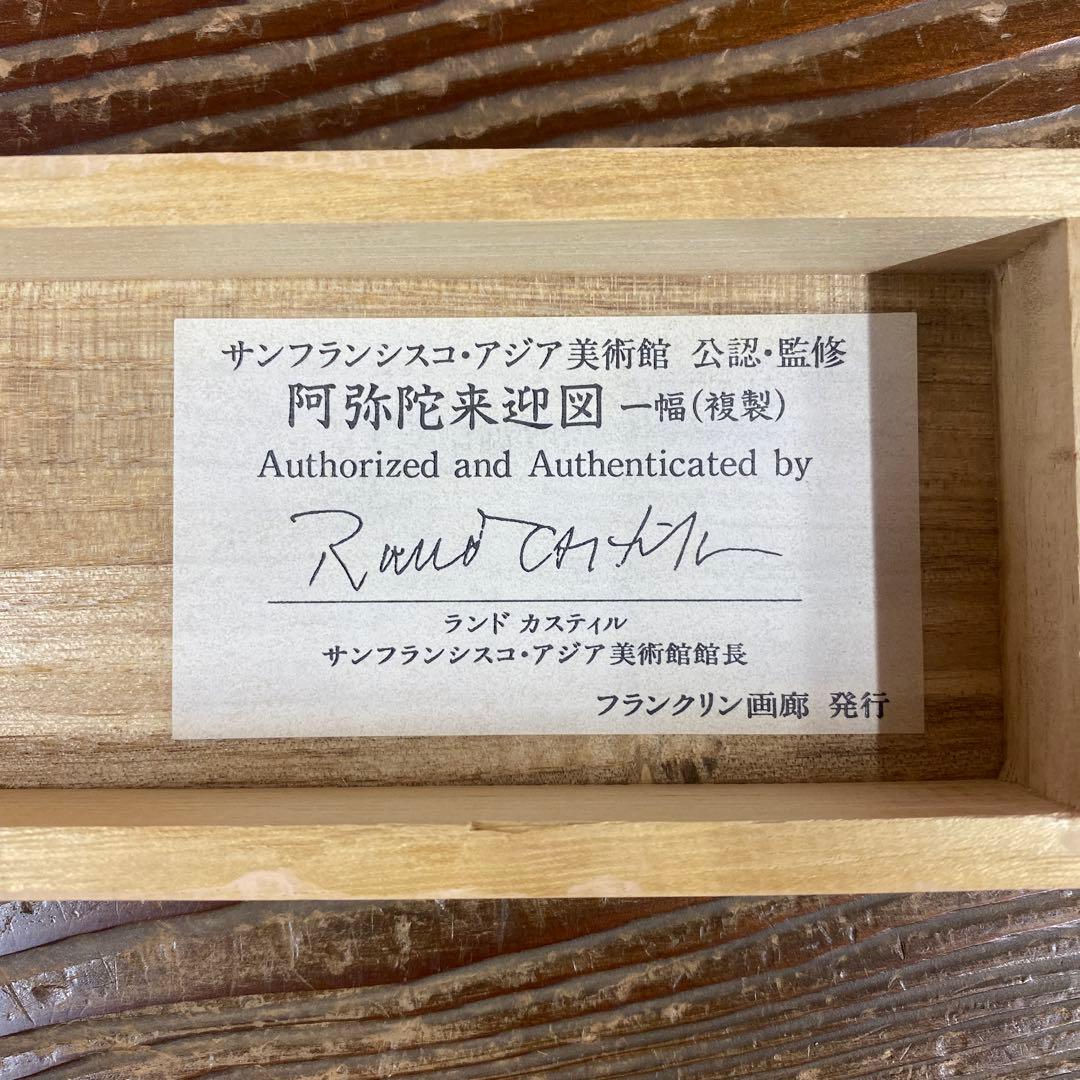 サンフランシスコ・アジア美術館 公認・監修
阿弥陀来迎図 一幅(複製)
Authorized and Authenticated by
Rand Castile
ランド カスティル
サンフランシスコ・アジア美術館館長
フランクリン画廊 発行